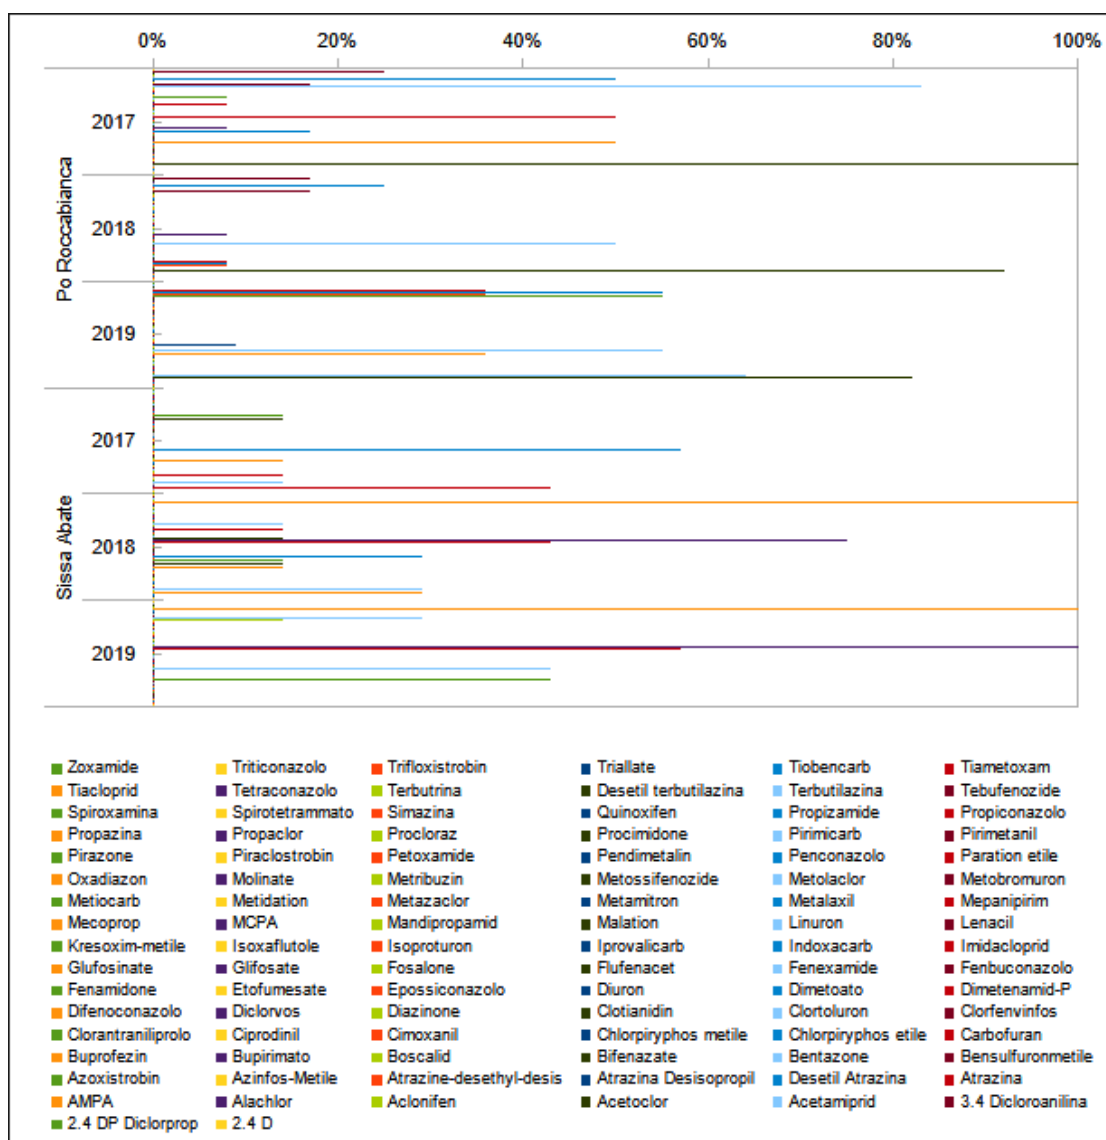 0% 20% 40% 60% 80% 100%
Po Roccabianca
2017
2018
2019
Sissa Abate
2017
2018
2019
Zoxamide Triticonazolo Trifloxistrobin Triallate Tiobencarb Tiametoxam
Tiacloprid Tetraconazolo Terbutrina Desetil terbutilazina Terbutilazina Tebufenozide
Spiroxamina Spirotetrammato Simazina Quinoxifen Propizamide Propiconazolo
Propazina Propaclor Procloraz Procimidone Pirimicarb Pirimetanil
Pirazone Piraclostrobin Petoxamide Pendimetalin Penconazolo Paration etile
Oxadiazon Molinate Metribuzin Metossifenozide Metolaclor Metobromuron
Metiocarb Metidation Metazaclor Metamitron Metalaxil Mepanipirim
Mecoprop MCPA Mandipropamid Malation Linuron Lenacil
Kresoxim-metile Isoxaflutole Isoproturon Iprovalicarb Indoxacarb Imidacloprid
Glufosinate Glifosate Fosalone Flufenacet Fenexamide Fenbuconazolo
Fenamidone Etofumesate Epossiconazolo Diuron Dimetoato Dimetenamid-P
Difenoconazolo Diclorvos Diazinone Clotianidin Clortoluron Clorfenvinfos
Clorantraniliprolo Ciprodinil Cimoxanil Chlorpiryphos metile Chlorpiryphos etile Carbofuran
Buprofezin Bupirimato Boscalid Bifenazate Bentazone Bensulfuronmetile
Azoxistrobin Azinfos-Metile Atrazine-desethyl-desis Atrazina Desisopropil Desetil Atrazina Atrazina
AMPA Alachlor Aclonifen Acetoclor Acetamiprid 3.4 Dicloroanilina
2.4 DP Diclorprop 2.4 D